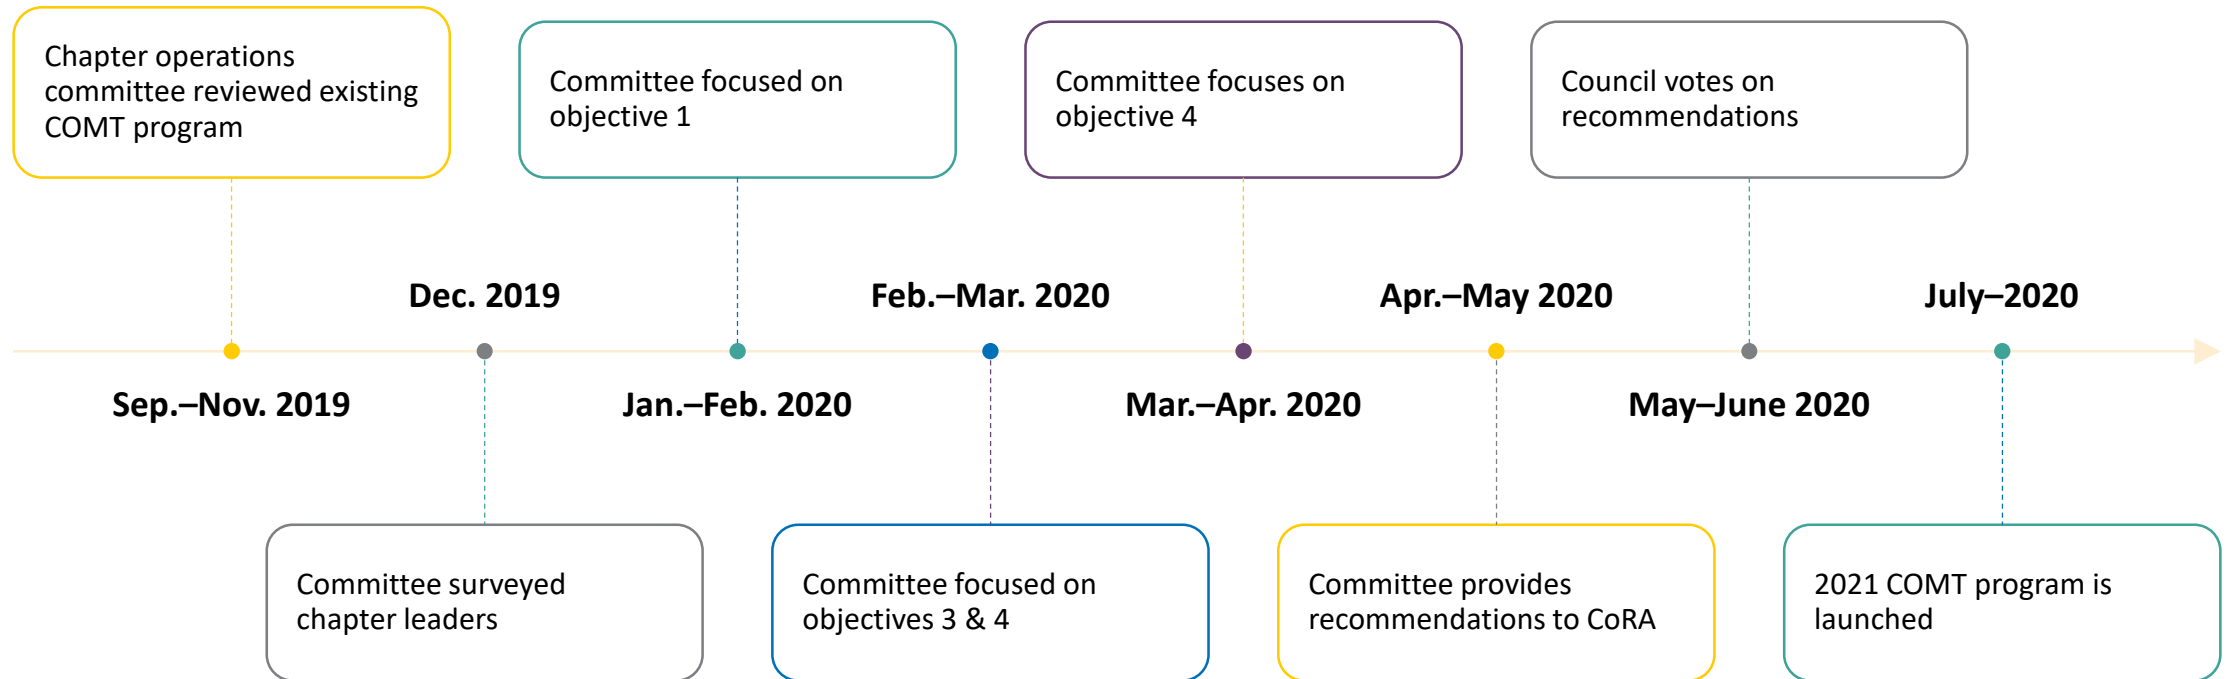 Chapter operations
committee reviewed existing
COMT program
Committee focused on
objective 1
Committee focuses on
objective 4
Council votes on
recommendations
Dec. 2019
Feb.–Mar. 2020
Apr.–May 2020
July–2020
Sep.–Nov. 2019
Jan.–Feb. 2020
Mar.–Apr. 2020
May–June 2020
Committee surveyed
chapter leaders
Committee focused on
objectives 3 & 4
Committee provides
recommendations to CoRA
2021 COMT program is
launched